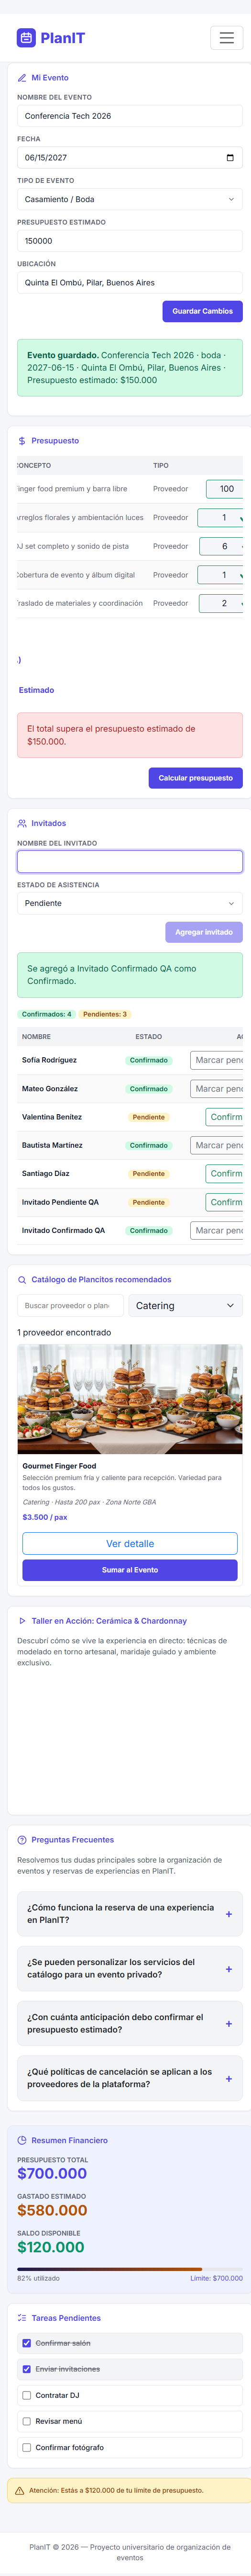 PlanIT
Mi Evento
NOMBRE DEL EVENTO
Conferencia Tech 2026
FECHA
06/15/2027
TIPO DE EVENTO
Casamiento / Boda
PRESUPUESTO ESTIMADO
150000
UBICACIÓN
Quinta El Ombú, Pilar, Buenos Aires
Guardar Cambios
Evento guardado. Conferencia Tech 2026 · boda ·
2027-06-15 · Quinta El Ombú, Pilar, Buenos Aires ·
Presupuesto estimado: $150.000
Presupuesto
CONCEPTO TIPO
Finger food premium y barra libre Proveedor 100
Arreglos florales y ambientación luces Proveedor 1
DJ set completo y sonido de pista Proveedor 6
Cobertura de evento y álbum digital Proveedor 1
Traslado de materiales y coordinación Proveedor 2
.)
Estimado
El total supera el presupuesto estimado de
$150.000.
Calcular presupuesto
Invitados
NOMBRE DEL INVITADO
ESTADO DE ASISTENCIA
Pendiente
Agregar invitado
Se agregó a Invitado Confirmado QA como
Confirmado.
Confirmados: 4 Pendientes: 3
NOMBRE ESTADO AC
Sofía Rodríguez Confirmado Marcar penc
Mateo González Confirmado Marcar penc
Valentina Benítez Pendiente Confirm
Bautista Martínez Confirmado Marcar penc
Santiago Díaz Pendiente Confirm
Invitado Pendiente QA Pendiente Confirm
Invitado Confirmado QA Confirmado Marcar penc
Catálogo de Plancitos recomendados
Buscar proveedor o plan Catering
1 proveedor encontrado
Gourmet Finger Food
Selección premium fría y caliente para recepción. Variedad para
todos los gustos.
Catering · Hasta 200 pax · Zona Norte GBA
$3.500 / pax
Ver detalle
Sumar al Evento
Taller en Acción: Cerámica & Chardonnay
Descubrí cómo se vive la experiencia en directo: técnicas de
modelado en torno artesanal, maridaje guiado y ambiente
exclusivo.
Preguntas Frecuentes
Resolvemos tus dudas principales sobre la organización de
eventos y reservas de experiencias en PlanIT.
¿Cómo funciona la reserva de una experiencia
en PlanIT? +
¿Se pueden personalizar los servicios del
catálogo para un evento privado? +
¿Con cuánta anticipación debo confirmar el
presupuesto estimado? +
¿Qué políticas de cancelación se aplican a los
proveedores de la plataforma? +
Resumen Financiero
PRESUPUESTO TOTAL
$700.000
GASTADO ESTIMADO
$580.000
SALDO DISPONIBLE
$120.000
82% utilizado Límite: $700.000
Tareas Pendientes
Confirmar salón
Enviar invitaciones
Contratar DJ
Revisar menú
Confirmar fotógrafo
Atención: Estás a $120.000 de tu límite de presupuesto.
PlanIT © 2026 — Proyecto universitario de organización de
eventos